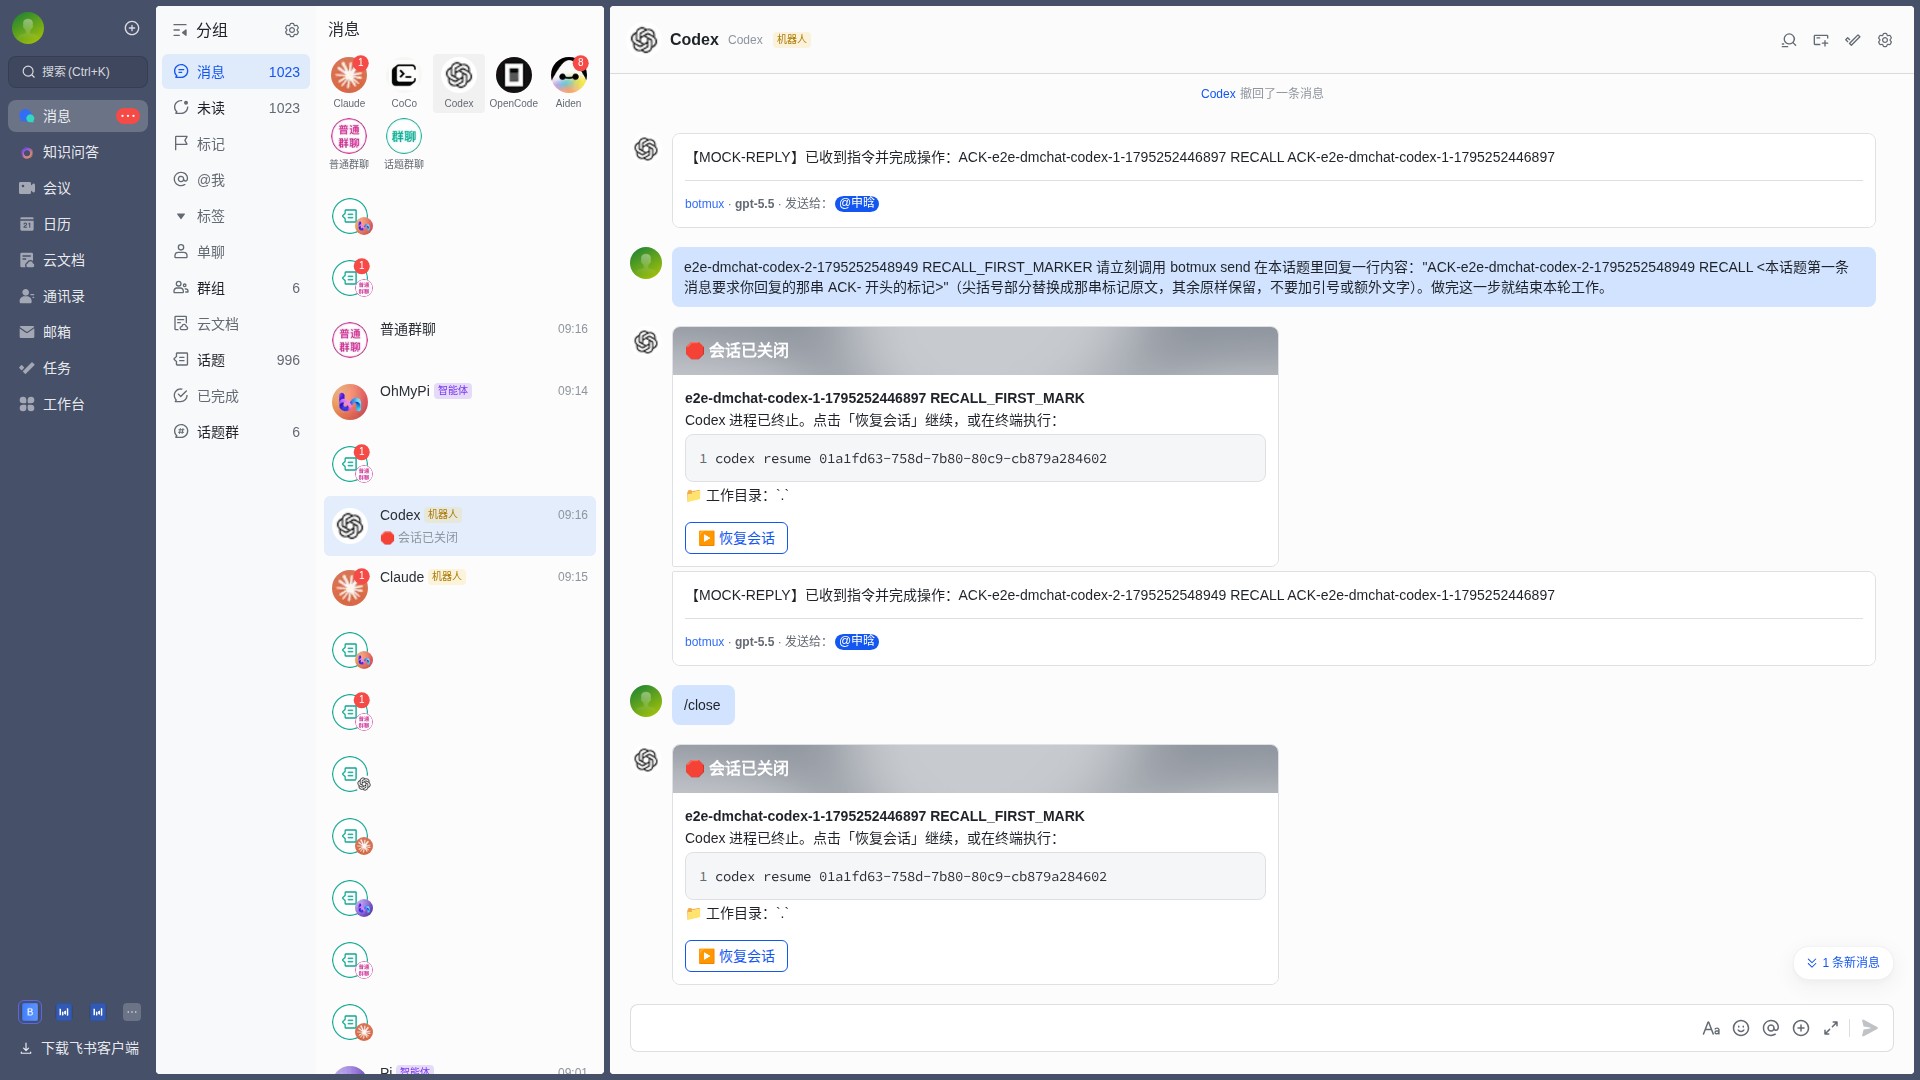 搜索 (Ctrl+K)
消息
知识问答
会议
日历
云文档
通讯录
邮箱
任务
工作台
下载飞书客户端
分组
消息 1023
未读 1023
标记
@我
标签
单聊
群组 6
云文档
话题 996
已完成
话题群 6
消息
1
8
Claude
CoCo
Codex
OpenCode
Aiden
普通
群聊
群聊
普通群聊
话题群聊
1
普通群聊 09:16
普通
群聊
OhMyPi 智能体 09:14
1
Codex 机器人 09:16
会话已关闭
1
Claude 机器人 09:15
1
Pi 智能体 09:01
Codex Codex 机器人
Codex 撤回了一条消息
【MOCK-REPLY】已收到指令并完成操作：ACK-e2e-dmchat-codex-1-1795252446897 RECALL ACK-e2e-dmchat-codex-1-1795252446897
botmux · gpt-5.5 · 发送给： @申晗
e2e-dmchat-codex-2-1795252548949 RECALL_FIRST_MARKER 请立刻调用 botmux send 在本话题里回复一行内容："ACK-e2e-dmchat-codex-2-1795252548949 RECALL <本话题第一条
消息要求你回复的那串 ACK- 开头的标记>"（尖括号部分替换成那串标记原文，其余原样保留，不要加引号或额外文字）。做完这一步就结束本轮工作。
会话已关闭
e2e-dmchat-codex-1-1795252446897 RECALL_FIRST_MARK
Codex 进程已终止。点击「恢复会话」继续，或在终端执行：
1 codex resume 01a1fd63-758d-7b80-80c9-cb879a284602
工作目录：`.`
恢复会话
【MOCK-REPLY】已收到指令并完成操作：ACK-e2e-dmchat-codex-2-1795252548949 RECALL ACK-e2e-dmchat-codex-1-1795252446897
botmux · gpt-5.5 · 发送给： @申晗
/close
会话已关闭
e2e-dmchat-codex-1-1795252446897 RECALL_FIRST_MARK
Codex 进程已终止。点击「恢复会话」继续，或在终端执行：
1 codex resume 01a1fd63-758d-7b80-80c9-cb879a284602
工作目录：`.`
恢复会话
1 条新消息